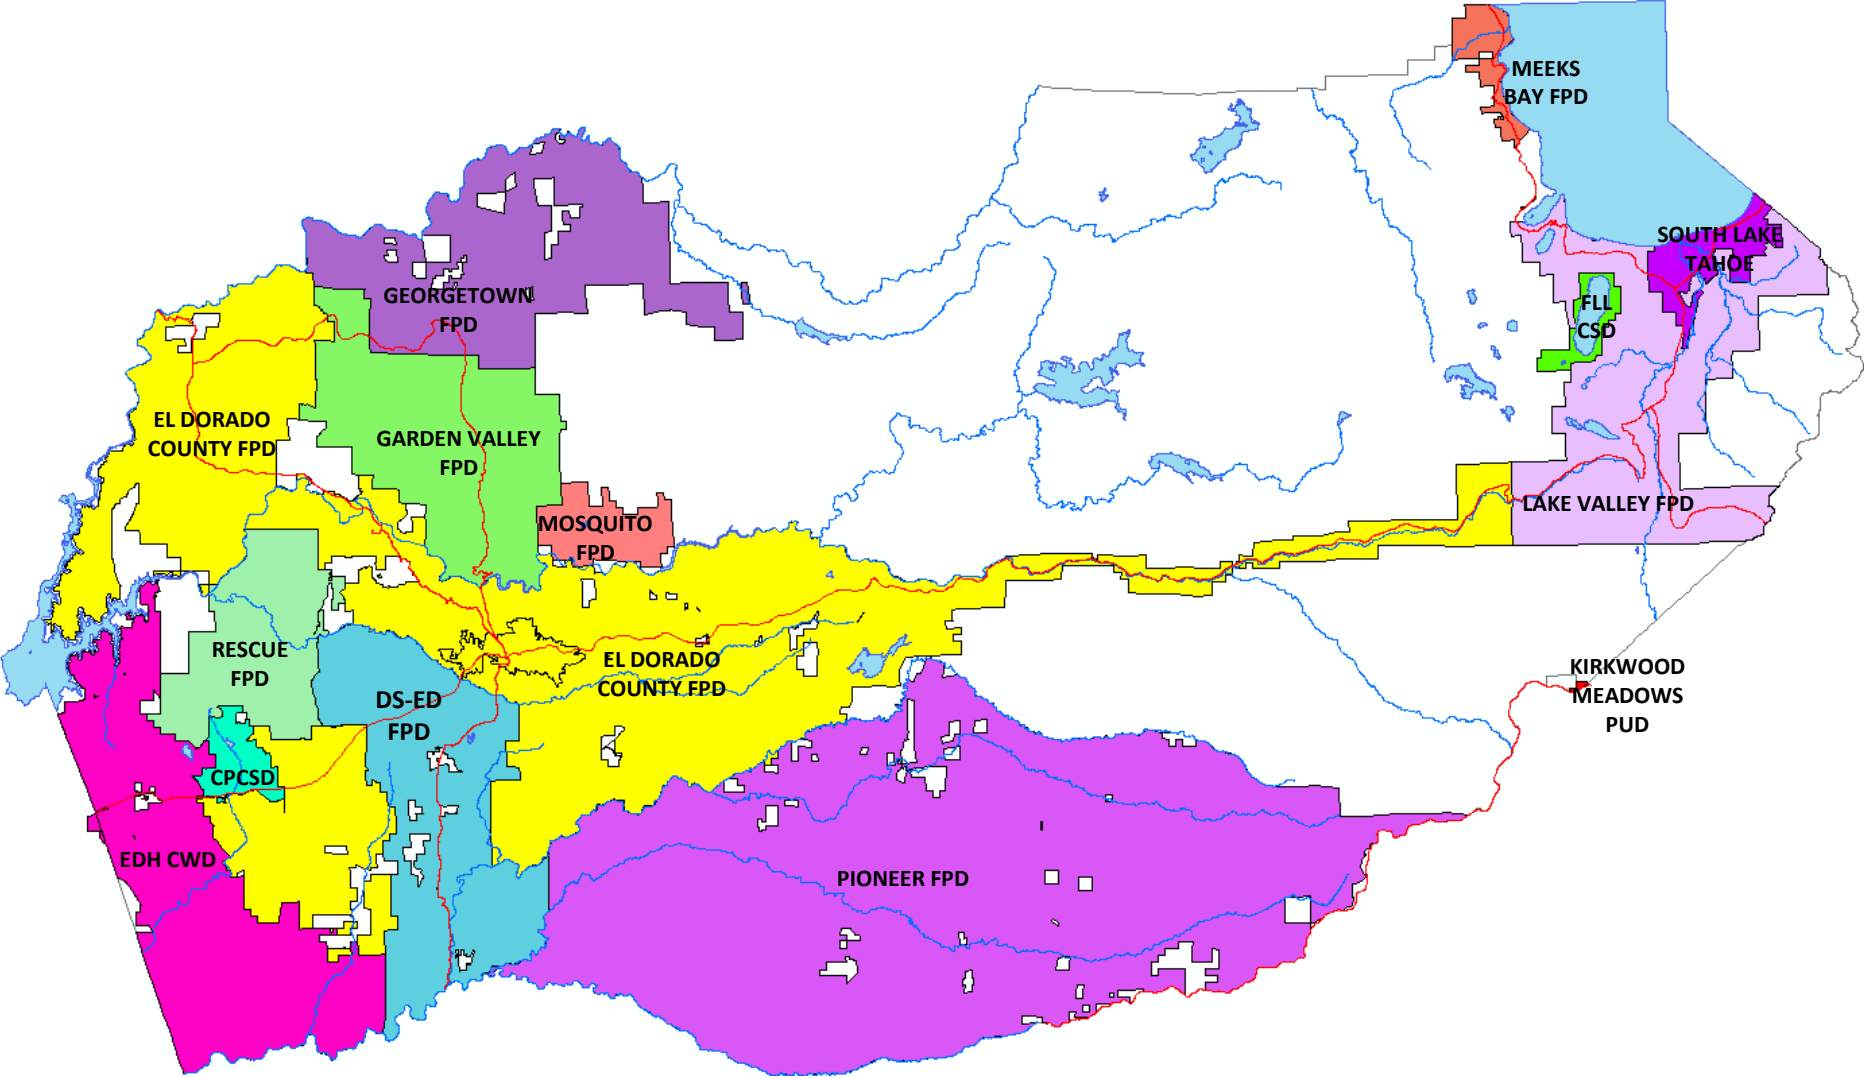 MEEKS
BAY FPD
SOUTH LAKE
TAHOE
GEORGETOWN
FPD
FLL
CSD
EL DORADO
COUNTY FPD
GARDEN VALLEY
FPD
MOSQUITO
FPD
LAKE VALLEY FPD
RESCUE
FPD
EL DORADO
COUNTY FPD
KIRKWOOD
MEADOWS
PUD
DS-ED
FPD
CPCSD
EDH CWD
PIONEER FPD